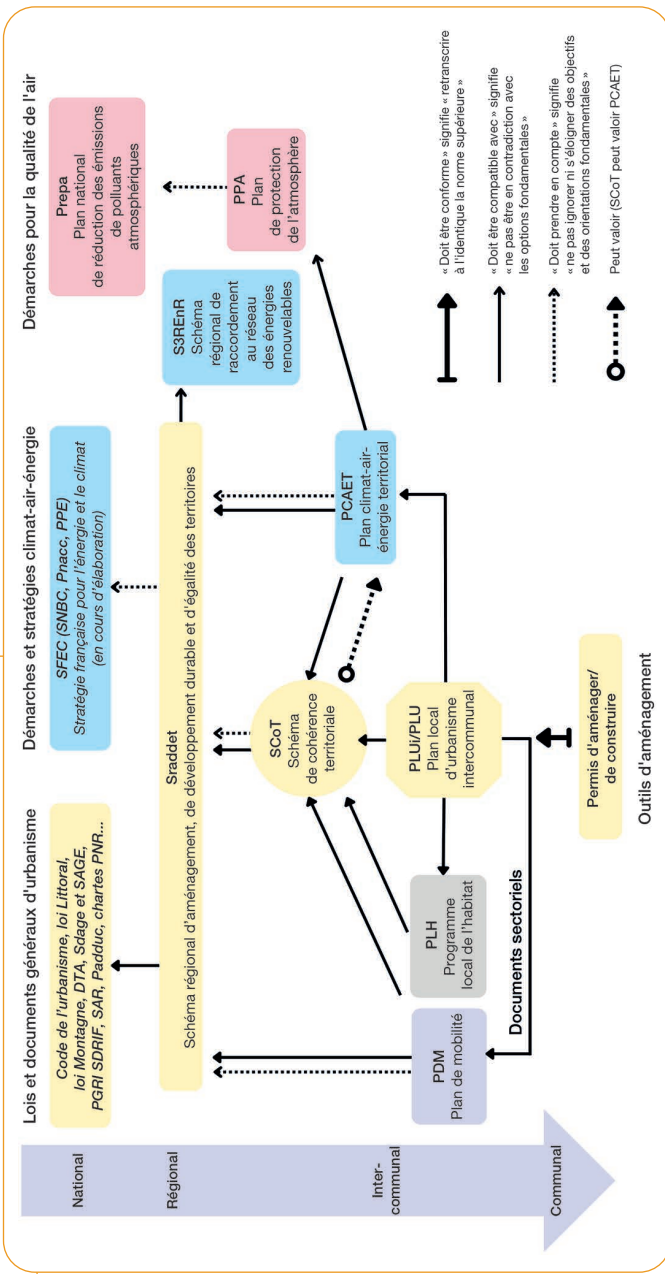 Lois et documents généraux d'urbanisme
Démarches et stratégies climat-air-énergie
Démarches pour la qualité de l'air
National
Régional
Inter-
communal
Communal
Code de l'urbanisme, loi Littoral,
loi Montagne, DTA, Sdage et SAGE,
PGRI SDRIF, SAR, Padduc, chartes PNR...
SFEC (SNBC, Pnacc, PPE)
Stratégie française pour l'énergie et le climat
(en cours d'élaboration)
Prepa
Plan national
de réduction des émissions
de polluants
atmosphériques
Sraddet
Schéma régional d'aménagement, de développement durable et d'égalité des territoires
S3REnR
Schéma
régional de
raccordement
au réseau
des énergies
renouvelables
PPA
Plan
de protection
de l'atmosphère
SCoT
Schéma
de cohérence
territoriale
PCAET
Plan climat-air-
énergie territorial
PDM
Plan de mobilité
PLH
Programme
local de l'habitat
PLUi/PLU
Plan local
d'urbanisme
intercommunal
Documents sectoriels
Permis d'aménager/
de construire
Outils d'aménagement
« Doit être conforme » signifie « retranscrire
à l'identique la norme supérieure »
« Doit être compatible avec » signifie
« ne pas être en contradiction avec
les options fondamentales »
« Doit prendre en compte » signifie
« ne pas ignorer ni s'éloigner des objectifs
et des orientations fondamentales »
Peut valoir (SCoT peut valoir PCAET)